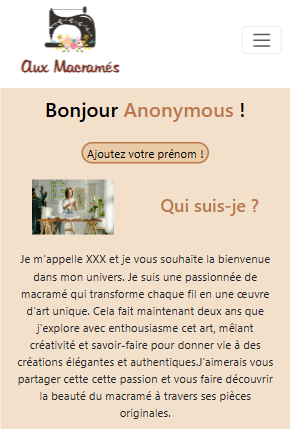 Aux Macramés
Bonjour Anonymous !
Ajoutez votre prénom !
Qui suis-je ?
Je m'appelle XXX et je vous souhaite la bienvenue
dans mon univers. Je suis une passionnée de
macramé qui transforme chaque fil en une œuvre
d'art unique. Cela fait maintenant deux ans que
j'explore avec enthousiasme cet art, mêlant
créativité et savoir-faire pour donner vie à des
créations élégantes et authentiques.J'aimerais vous
partager cette cette passion et vous faire découvrir
la beauté du macramé à travers ses pièces
originales.